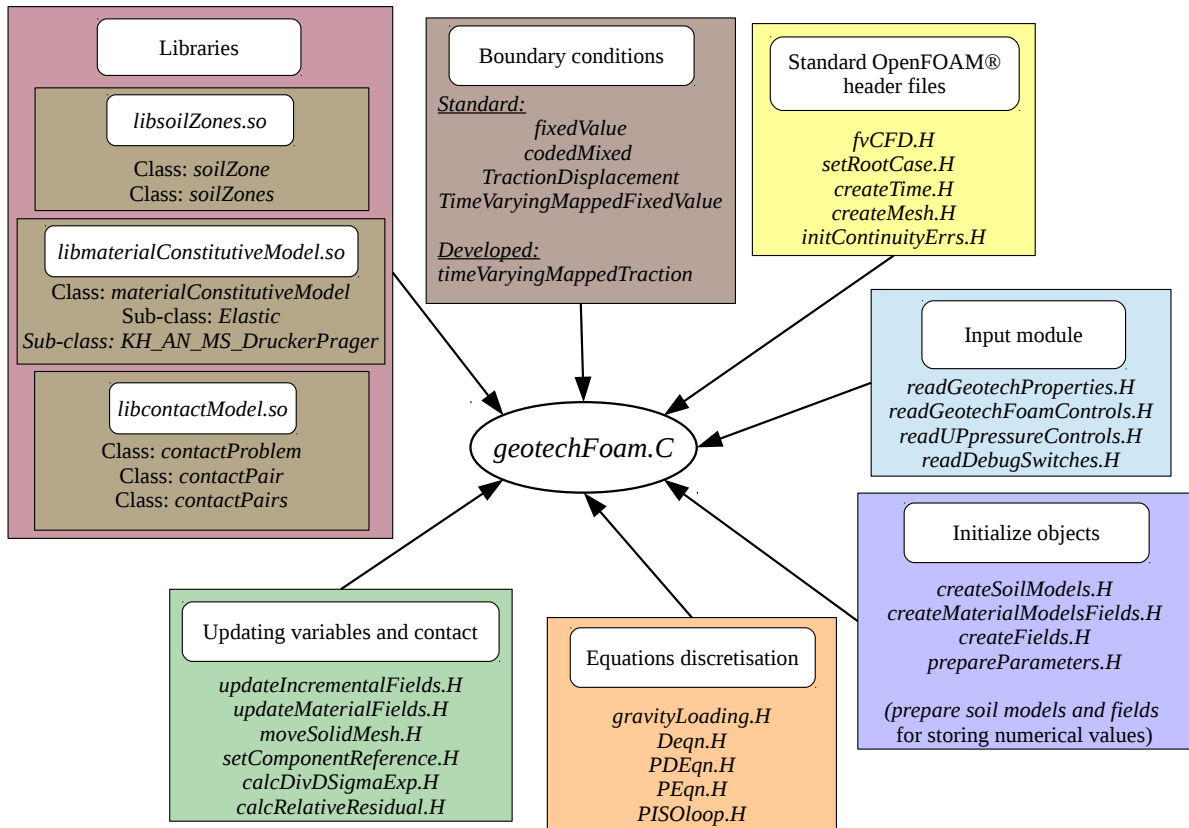 Libraries
libsoilZones.so
Class: soilZone
Class: soilZones
libmaterialConstitutiveModel.so
Class: materialConstitutiveModel
Sub-class: Elastic
Sub-class: KH_AN_MS_DruckerPrager
libcontactModel.so
Class: contactProblem
Class: contactPair
Class: contactPairs
Boundary conditions
Standard:
fixedValue
codedMixed
TractionDisplacement
TimeVaryingMappedFixedValue
Developed:
timeVaryingMappedTraction
Standard OpenFOAM®
header files
fvCFD.H
setRootCase.H
createTime.H
createMesh.H
initContinuityErrs.H
Input module
readGeotechProperties.H
readGeotechFoamControls.H
readUPpressureControls.H
readDebugSwitches.H
geotechFoam.C
Initialize objects
createSoilModels.H
createMaterialModelsFields.H
createFields.H
prepareParameters.H
(prepare soil models and fields
for storing numerical values)
Updating variables and contact
updateIncrementalFields.H
updateMaterialFields.H
moveSolidMesh.H
setComponentReference.H
calcDivDSigmaExp.H
calcRelativeResidual.H
Equations discretisation
gravityLoading.H
Deqn.H
PDEqn.H
PEqn.H
PISOloop.H